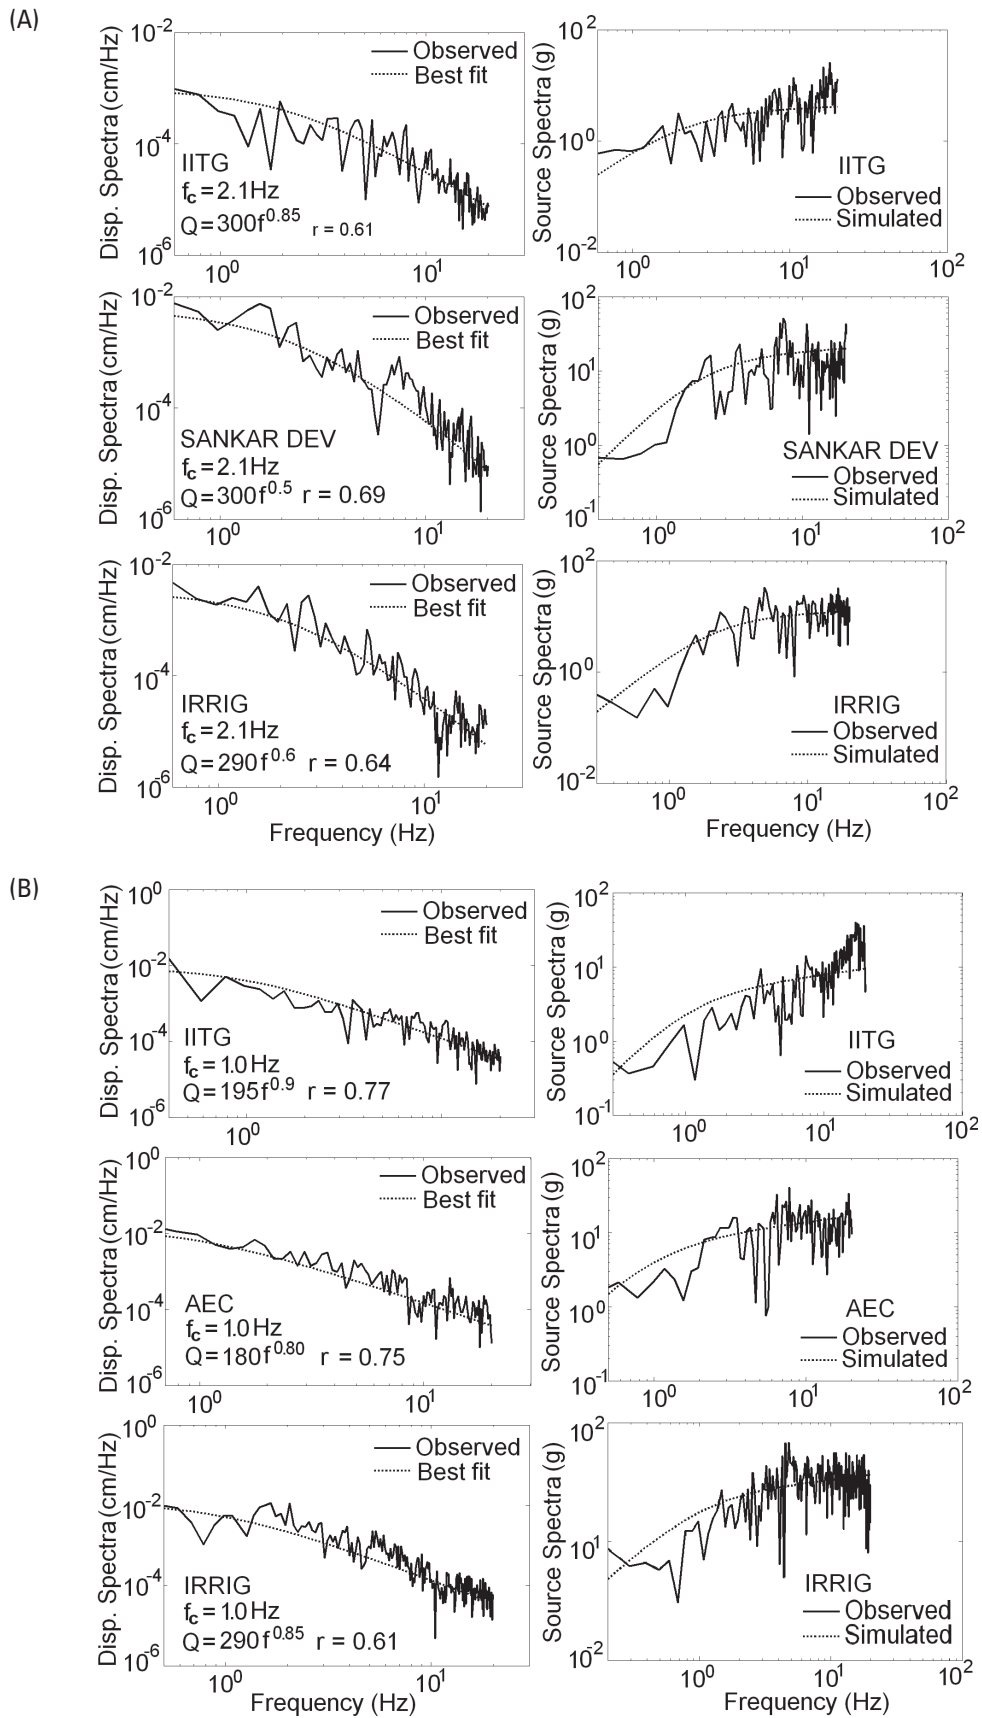 (A)
10^-2
10^-4
10^-6
Disp. Spectra (cm/Hz)
Observed
Best fit
IITG
fc = 2.1Hz
Q = 300f^0.85 r = 0.61
10^0 10^1
10^2
10^0
10^-2
Source Spectra (g)
IITG
Observed
Simulated
10^0 10^1 10^2
10^-2
10^-4
10^-6
Disp. Spectra (cm/Hz)
Observed
Best fit
SANKAR DEV
fc = 2.1Hz
Q = 300f^0.5 r = 0.69
10^0 10^1
10^2
10^1
10^0
10^-1
Source Spectra (g)
SANKAR DEV
Observed
Simulated
10^0 10^1 10^2
10^-2
10^-4
10^-6
Disp. Spectra (cm/Hz)
Observed
Best fit
IRRIG
fc = 2.1Hz
Q = 290f^0.6 r = 0.64
10^0 10^1
Frequency (Hz)
10^2
10^0
10^-2
Source Spectra (g)
IRRIG
Observed
Simulated
10^0 10^1 10^2
Frequency (Hz)
(B)
10^0
10^-2
10^-4
10^-6
Disp. Spectra (cm/Hz)
Observed
Best fit
IITG
fc = 1.0 Hz
Q = 195f^0.9 r = 0.77
10^0
10^2
10^1
10^0
10^-1
Source Spectra (g)
IITG
Observed
Simulated
10^0 10^1 10^2
10^0
10^-2
10^-4
10^-6
Disp. Spectra (cm/Hz)
Observed
Best fit
AEC
fc = 1.0 Hz
Q = 180f^0.80 r = 0.75
10^0 10^1
10^2
10^1
10^0
10^-1
Source Spectra (g)
AEC
Observed
Simulated
10^0 10^1 10^2
10^0
10^-2
10^-4
10^-6
Disp. Spectra (cm/Hz)
Observed
Best fit
IRRIG
fc = 1.0 Hz
Q = 290f^0.85 r = 0.61
10^0 10^1
Frequency (Hz)
10^2
10^1
10^2
Source Spectra (g)
IRRIG
Observed
Simulated
10^0 10^1 10^2
Frequency (Hz)